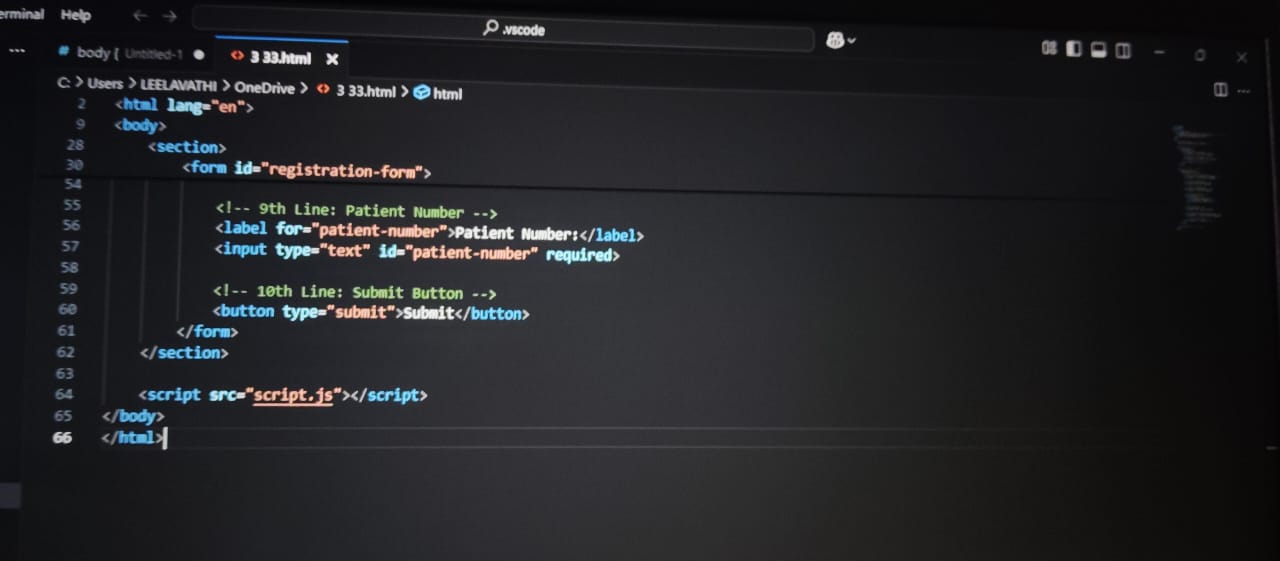 Help
.vscode
# body { Untitled-1 ● <> 3 33.html ×
C: > Users > LEELAVATHI > OneDrive > <> 3 33.html > html
2 <html lang="en">
9 <body>
28 <section>
30 <form id="registration-form">
54
55 <!-- 9th Line: Patient Number -->
56 <label for="patient-number">Patient Number:</label>
57 <input type="text" id="patient-number" required>
58
59 <!-- 10th Line: Submit Button -->
60 <button type="submit">Submit</button>
61 </form>
62 </section>
63
64 <script src="script.js"></script>
65 </body>
66 </html>